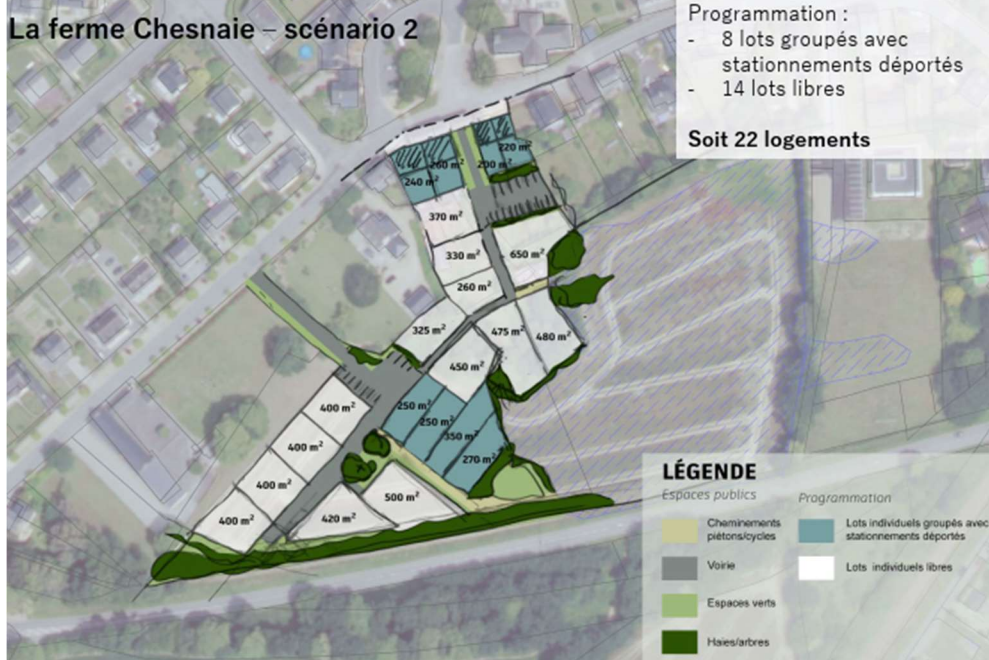 La ferme Chesnaie – scénario 2
Programmation :
- 8 lots groupés avec
stationnements déportés
- 14 lots libres
Soit 22 logements
220 m²
260 m²
200 m²
240 m²
370 m²
330 m²
650 m²
260 m²
325 m²
475 m²
480 m²
450 m²
400 m²
250 m²
250 m²
350 m²
400 m²
270 m²
400 m²
500 m²
400 m²
420 m²
LÉGENDE
Espaces publics
Programmation
Cheminements
piétons/cycles
Lots individuels groupés avec
stationnements déportés
Voirie
Lots individuels libres
Espaces verts
Haies/arbres